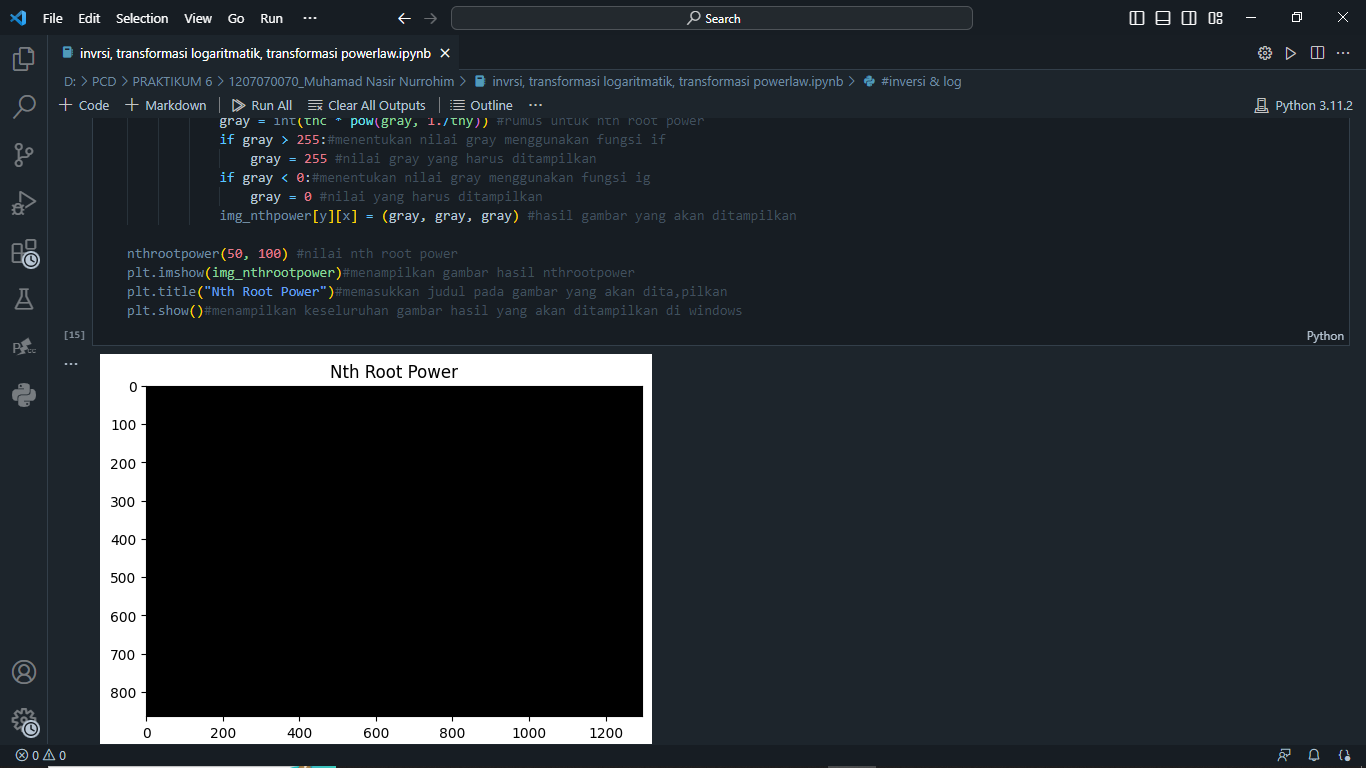 File Edit Selection View Go Run ··· Search
invrsi, transformasi logaritmatik, transformasi powerlaw.ipynb
D: > PCD > PRAKTIKUM 6 > 1207070070_Muhamad Nasir Nurrohim > invrsi, transformasi logaritmatik, transformasi powerlaw.ipynb > #inversi & log
+ Code + Markdown Run All Clear All Outputs Outline ··· Python 3.11.2
gray = int(thc * pow(gray, 1./thy)) #rumus untuk nth root power
if gray > 255:#menentukan nilai gray menggunakan fungsi if
gray = 255 #nilai gray yang harus ditampilkan
if gray < 0:#menentukan nilai gray menggunakan fungsi ig
gray = 0 #nilai yang harus ditampilkan
img_nthpower[y][x] = (gray, gray, gray) #hasil gambar yang akan ditampilkan
nthrootpower(50, 100) #nilai nth root power
plt.imshow(img_nthrootpower)#menampilkan gambar hasil nthrootpower
plt.title("Nth Root Power")#memasukkan judul pada gambar yang akan dita,pilkan
plt.show()#menampilkan keseluruhan gambar hasil yang akan ditampilkan di windows
[15]
Python
···
Nth Root Power
0
100
200
300
400
500
600
700
800
0 200 400 600 800 1000 1200
0 0